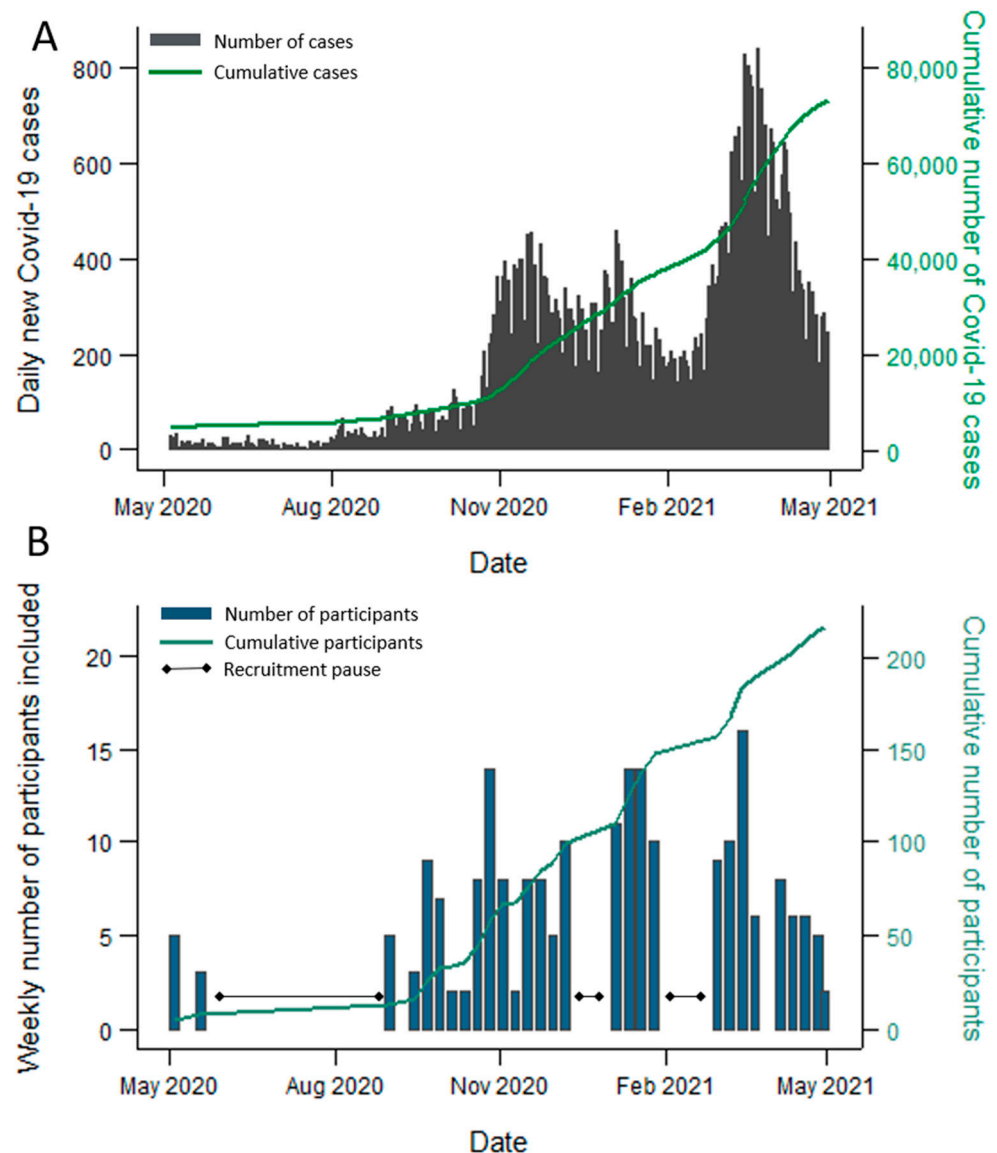 A
Number of cases
Cumulative cases
Daily new Covid-19 cases
800
600
400
200
0
80,000
60,000
40,000
20,000
0
Cumulative number of Covid-19 cases
May 2020
Aug 2020
Nov 2020
Feb 2021
May 2021
Date
B
Number of participants
Cumulative participants
Recruitment pause
Weekly number of participants included
20
15
10
5
0
200
150
100
50
0
Cumulative number of participants
May 2020
Aug 2020
Nov 2020
Feb 2021
May 2021
Date